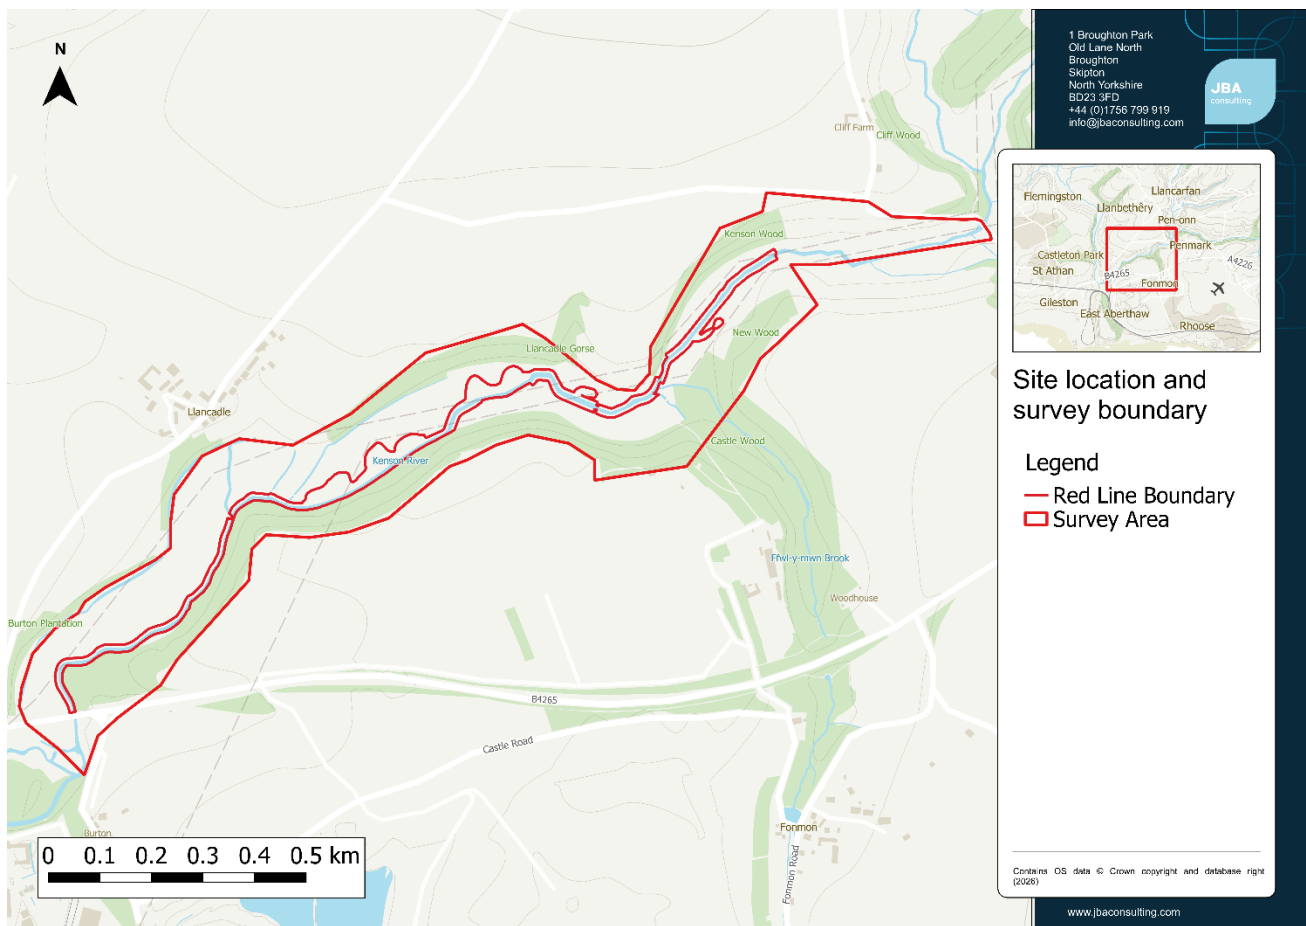 N
Cliff Farm
Cliff Wood
Kenson Wood
New Wood
Llancadle Gorse
Llancadle
Castle Wood
Kenson River
Ffwl-y-mwn Brook
Woodhouse
Burton Plantation
B4265
Castle Road
Fonmon
Fonmon Road
Burton
0 0.1 0.2 0.3 0.4 0.5 km
1 Broughton Park
Old Lane North
Broughton
Skipton
North Yorkshire
BD23 3FD
+44 (0)1756 799 919
info@jbaconsulting.com
JBA
consulting
Flemingston
Llancarfan
Llanbethêry
Pen-onn
Penmark
Castleton Park
A4226
St Athan
B4265
Fonmon
Gileston
East Aberthaw
Rhoose
Site location and
survey boundary
Legend
Red Line Boundary
Survey Area
Contains OS data © Crown copyright and database right
(2026)
www.jbaconsulting.com